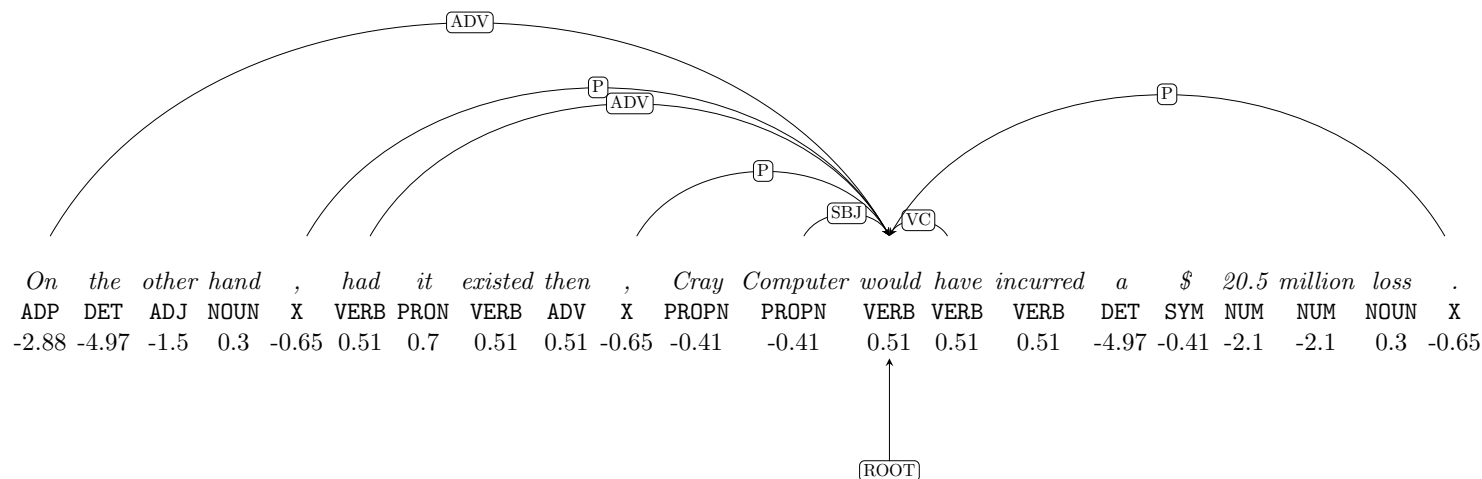 ADV
P
ADV
P
P
SBJ
VC
On the other hand , had it existed then , Cray Computer would have incurred a $ 20.5 million loss .
ADP DET ADJ NOUN X VERB PRON VERB ADV X PROPN PROPN VERB VERB VERB DET SYM NUM NUM NOUN X
-2.88 -4.97 -1.5 0.3 -0.65 0.51 0.7 0.51 0.51 -0.65 -0.41 -0.41 0.51 0.51 0.51 -4.97 -0.41 -2.1 -2.1 0.3 -0.65
ROOT